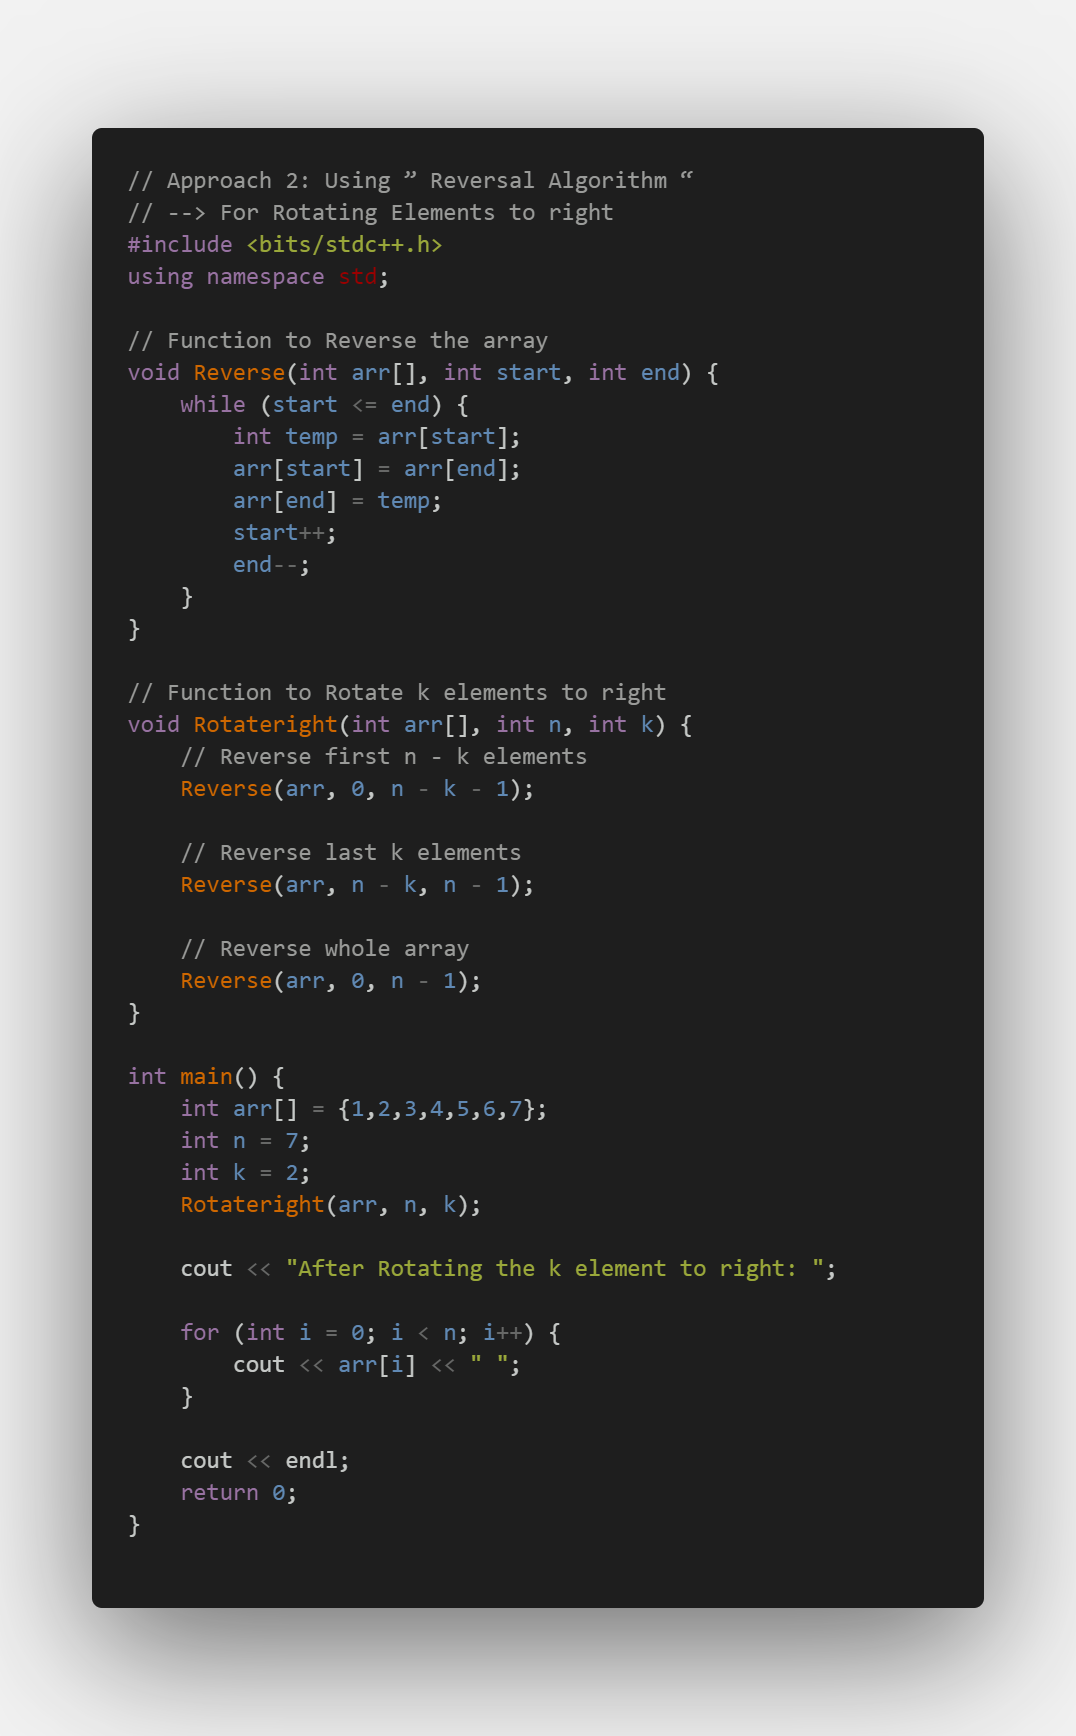 // Approach 2: Using ” Reversal Algorithm “
// --> For Rotating Elements to right
#include <bits/stdc++.h>
using namespace std;

// Function to Reverse the array
void Reverse(int arr[], int start, int end) {
    while (start <= end) {
        int temp = arr[start];
        arr[start] = arr[end];
        arr[end] = temp;
        start++;
        end--;
    }
}

// Function to Rotate k elements to right
void Rotateright(int arr[], int n, int k) {
    // Reverse first n - k elements
    Reverse(arr, 0, n - k - 1);

    // Reverse last k elements
    Reverse(arr, n - k, n - 1);

    // Reverse whole array
    Reverse(arr, 0, n - 1);
}

int main() {
    int arr[] = {1,2,3,4,5,6,7};
    int n = 7;
    int k = 2;
    Rotateright(arr, n, k);

    cout << "After Rotating the k element to right: ";

    for (int i = 0; i < n; i++) {
        cout << arr[i] << " ";
    }

    cout << endl;
    return 0;
}